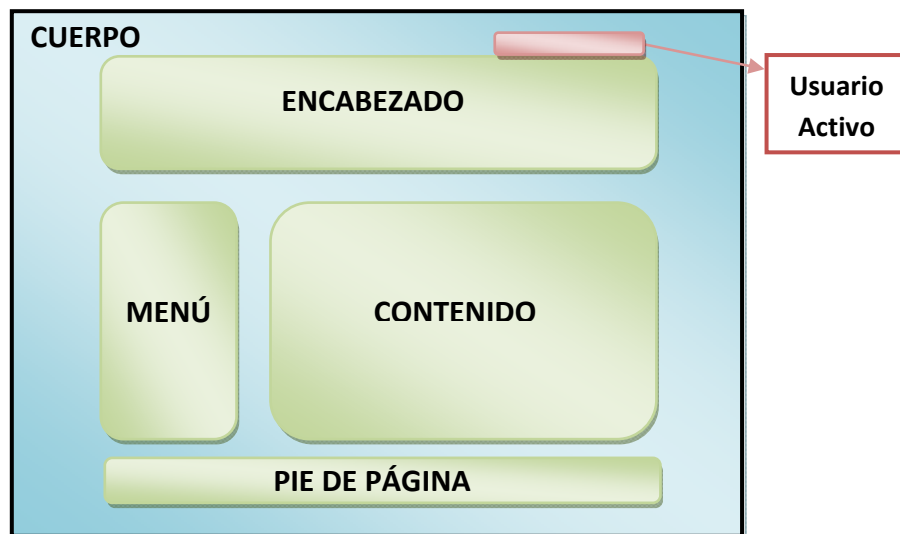 CUERPO
ENCABEZADO
Usuario
Activo
MENÚ
CONTENIDO
PIE DE PÁGINA